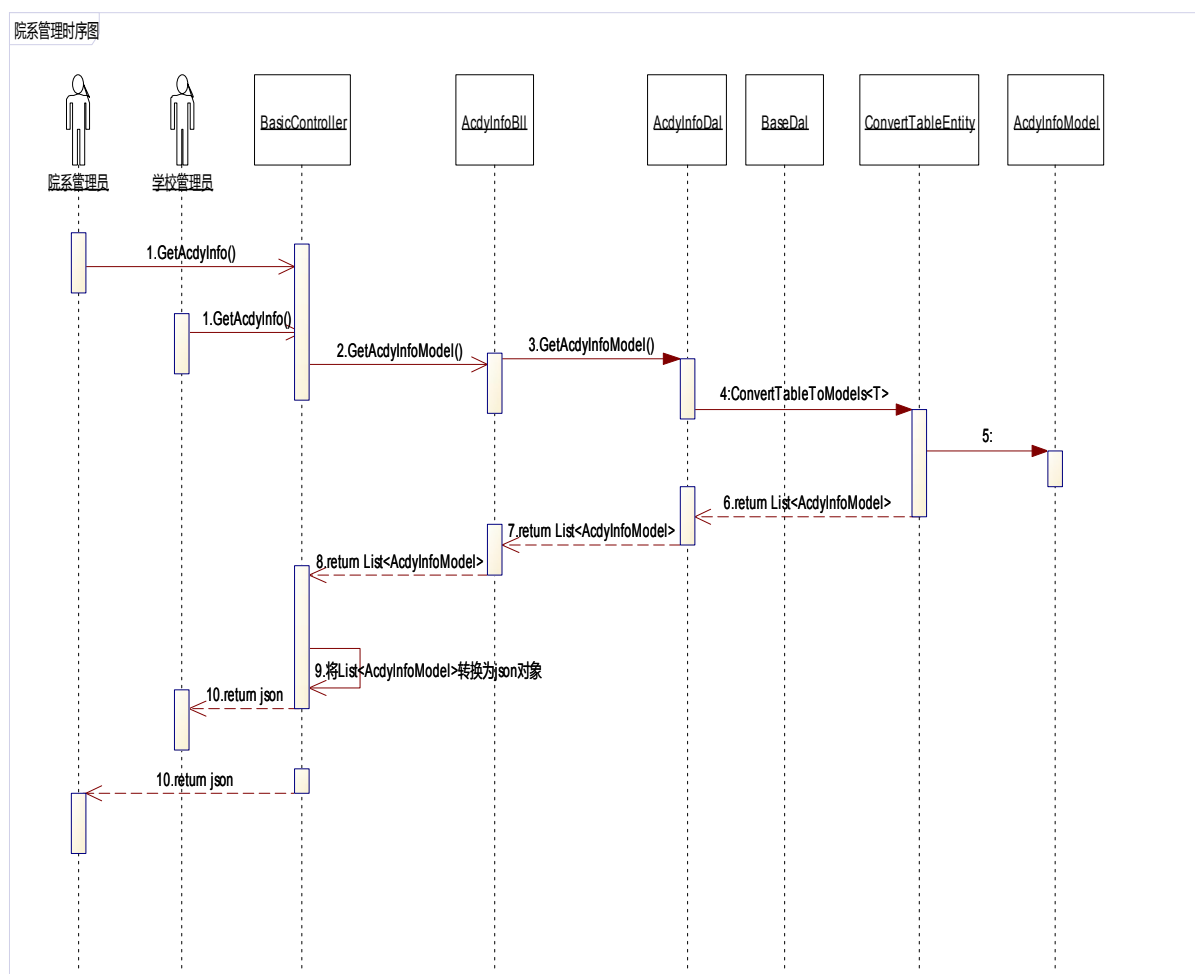 院系管理时序图
BasicController
AcdyInfoBll
AcdyInfoDal
BaseDal
ConvertTableEntity
AcdyInfoModel
院系管理员
学校管理员
1.GetAcdyInfo()
1.GetAcdyInfo()
2.GetAcdyInfoModel()
3.GetAcdyInfoModel()
4:ConvertTableToModels<T>
5:
6.return List<AcdyInfoModel>
7.return List<AcdyInfoModel>
8.return List<AcdyInfoModel>
9.将List<AcdyInfoModel>转换为json对象
10.return json
10.return json